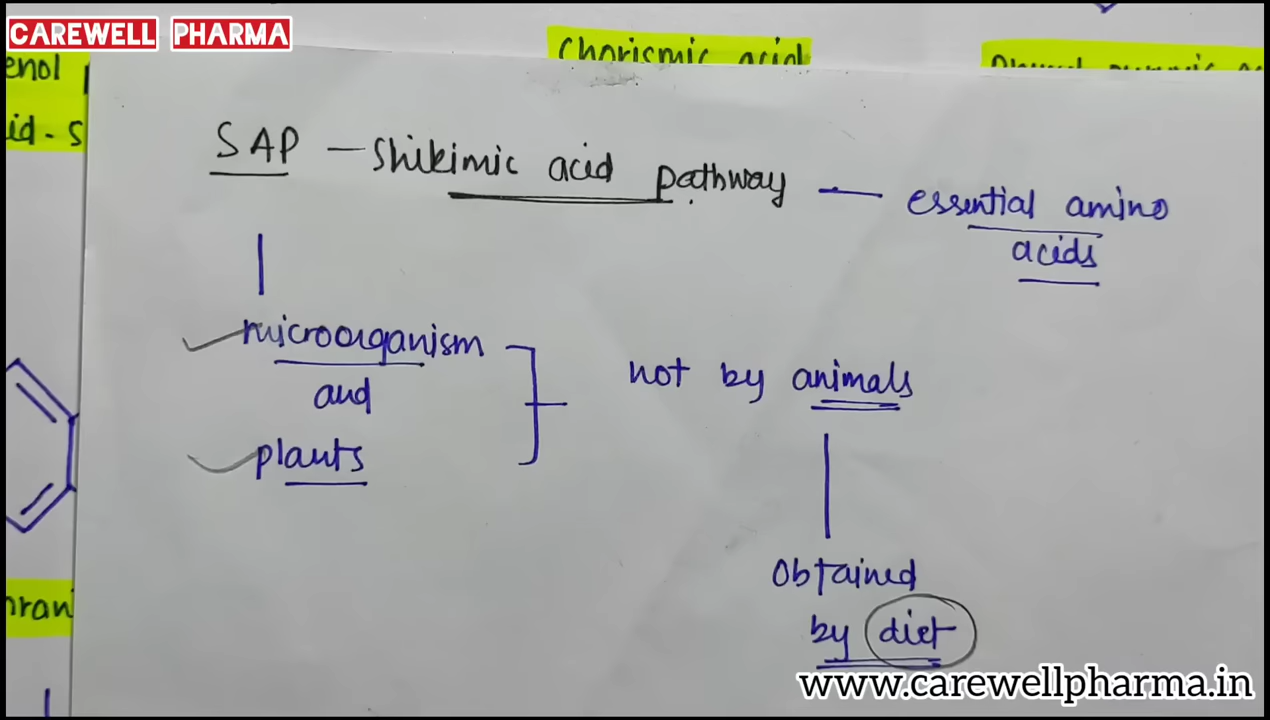 CAREWELL PHARMA
Chorismic acid
enol
id - S
SAP — Shikimic acid pathway — essential amino
acids
microorganism
and
plants
not by animals
obtained
by diet
hran
www.carewellpharma.in